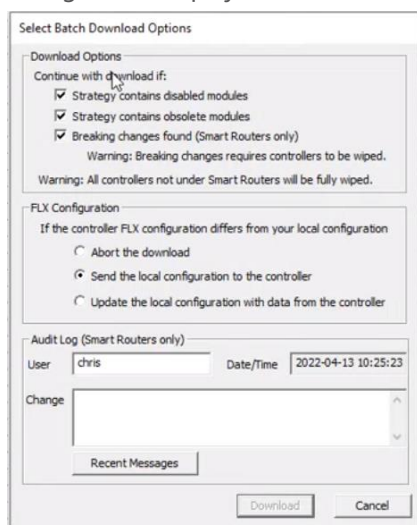 Select Batch Download Options
Download Options
Continue with download if:
Strategy contains disabled modules
Strategy contains obsolete modules
Breaking changes found (Smart Routers only)
Warning: Breaking changes requires controllers to be wiped.
Warning: All controllers not under Smart Routers will be fully wiped.
FLX Configuration
If the controller FLX configuration differs from your local configuration
Abort the download
Send the local configuration to the controller
Update the local configuration with data from the controller
Audit Log (Smart Routers only)
User chris Date/Time 2022-04-13 10:25:23
Change
Recent Messages
Download Cancel